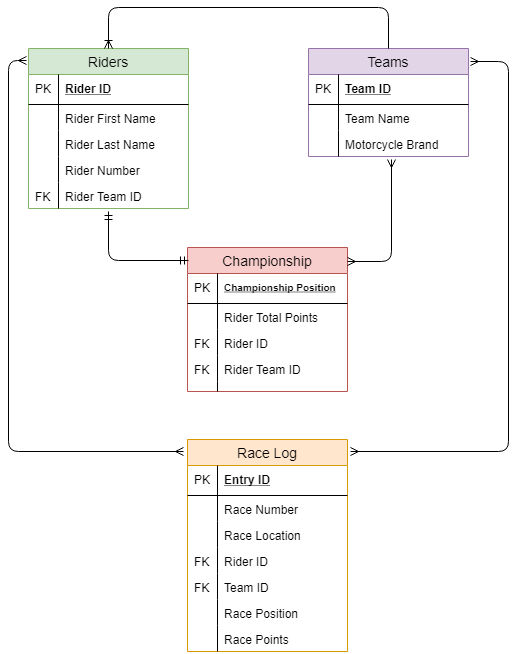 Riders
PK Rider ID
Rider First Name
Rider Last Name
Rider Number
FK Rider Team ID
Teams
PK Team ID
Team Name
Motorcycle Brand
Championship
PK Championship Position
Rider Total Points
FK Rider ID
FK Rider Team ID
Race Log
PK Entry ID
Race Number
Race Location
FK Rider ID
FK Team ID
Race Position
Race Points